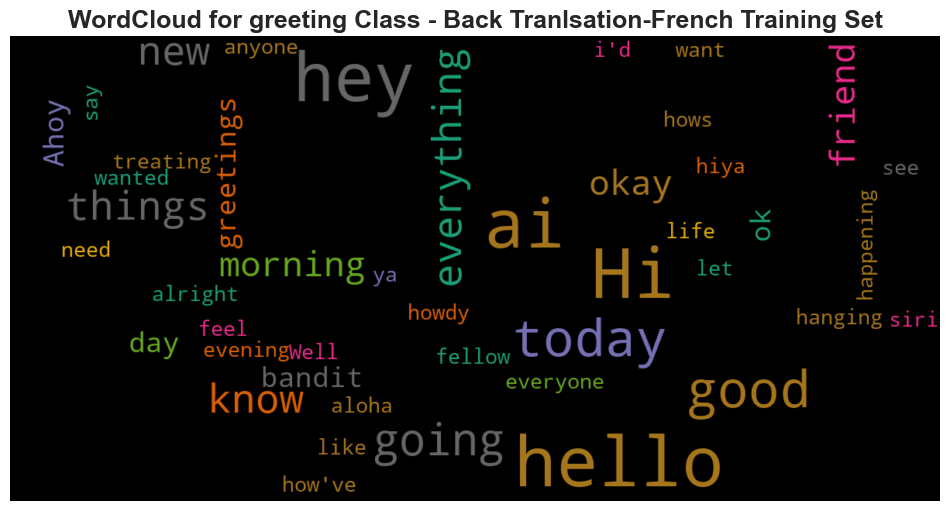 WordCloud for greeting Class - Back Tranlsation-French Training Set
new
anyone
hey
everything
i'd
want
friend
Ahoy
say
greetings
hows
treating
wanted
things
okay
hiya
see
ai
life
ok
happening
need
morning
ya
Hi
let
alright
howdy
hanging
siri
day
feel
evening
Well
today
fellow
bandit
everyone
know
aloha
good
like
going
hello
how've